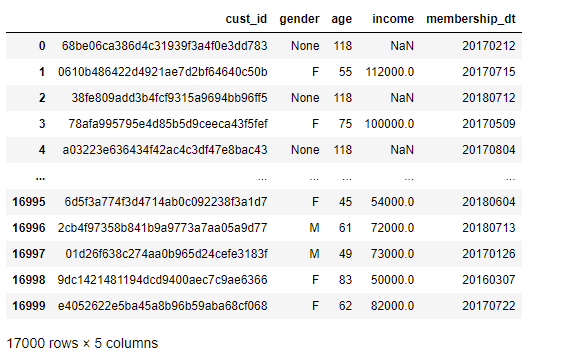 cust_id gender age income membership_dt
0 68be06ca386d4c31939f3a4f0e3dd783 None 118 NaN 20170212
1 0610b486422d4921ae7d2bf64640c50b F 55 112000.0 20170715
2 38fe809add3b4fcf9315a9694bb96ff5 None 118 NaN 20180712
3 78afa995795e4d85b5d9ceeca43f5fef F 75 100000.0 20170509
4 a03223e636434f42ac4c3df47e8bac43 None 118 NaN 20170804
... ... ... ... ... ...
16995 6d5f3a774f3d4714ab0c092238f3a1d7 F 45 54000.0 20180604
16996 2cb4f97358b841b9a9773a7aa05a9d77 M 61 72000.0 20180713
16997 01d26f638c274aa0b965d24cefe3183f M 49 73000.0 20170126
16998 9dc1421481194dcd9400aec7c9ae6366 F 83 50000.0 20160307
16999 e4052622e5ba45a8b96b59aba68cf068 F 62 82000.0 20170722
17000 rows × 5 columns